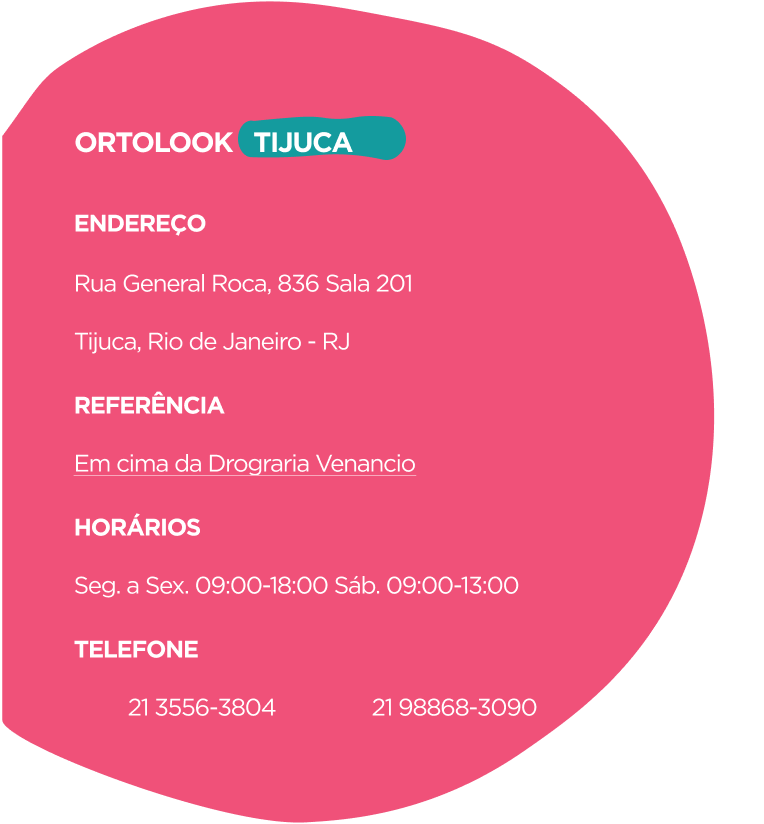 ORTOLOOK TIJUCA
ENDEREÇO
Rua General Roca, 836 Sala 201
Tijuca, Rio de Janeiro - RJ
REFERÊNCIA
Em cima da Drograria Venancio
HORÁRIOS
Seg. a Sex. 09:00-18:00 Sáb. 09:00-13:00
TELEFONE
21 3556-3804 21 98868-3090